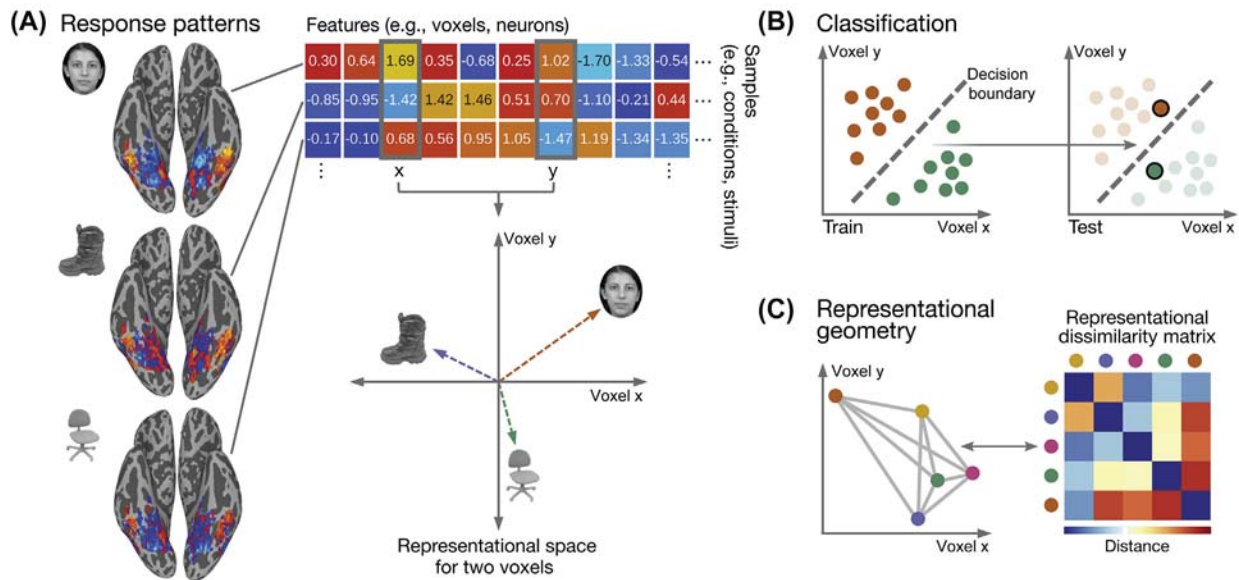 (A) Response patterns
Features (e.g., voxels, neurons)
0.30 0.64 1.69 0.35 -0.68 0.25 1.02 -1.70 -1.33 -0.54 ...
-0.85 -0.95 -1.42 1.42 1.46 0.51 0.70 -1.10 -0.21 0.44 ...
-0.17 -0.10 0.68 0.56 0.95 1.05 -1.47 1.19 -1.34 -1.35 ...
Samples
(e.g., conditions, stimuli)
x
y
Voxel y
Voxel x
Representational space
for two voxels
(B) Classification
Voxel y
Decision
boundary
Train
Voxel x
Voxel y
Test
Voxel x
(C) Representational
geometry
Voxel y
Voxel x
Representational
dissimilarity matrix
Distance